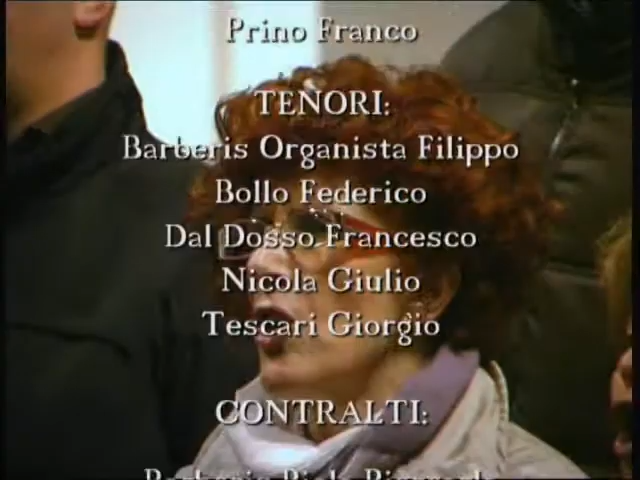 Prino Franco
TENORI:
Barberis Organista Filippo
Bollo Federico
Dal Dosso Francesco
Nicola Giulio
Tescari Giorgio
CONTRALTI: